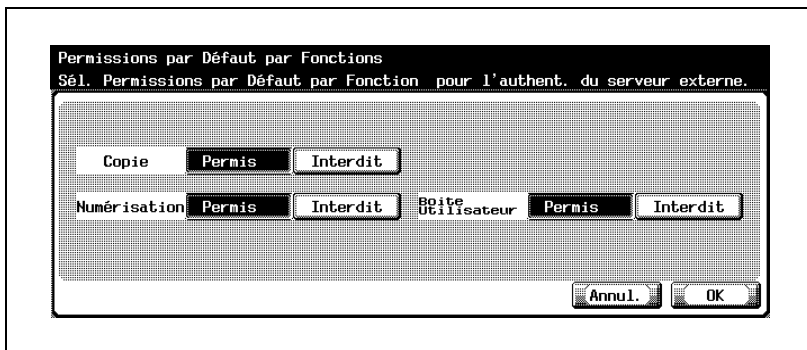 Permissions par Défaut par Fonctions
Sél. Permissions par Défaut par Fonction pour l'authent. du serveur externe.
Copie Permis Interdit
Numérisation Permis Interdit
Boite
Utilisateur Permis Interdit
Annul. OK